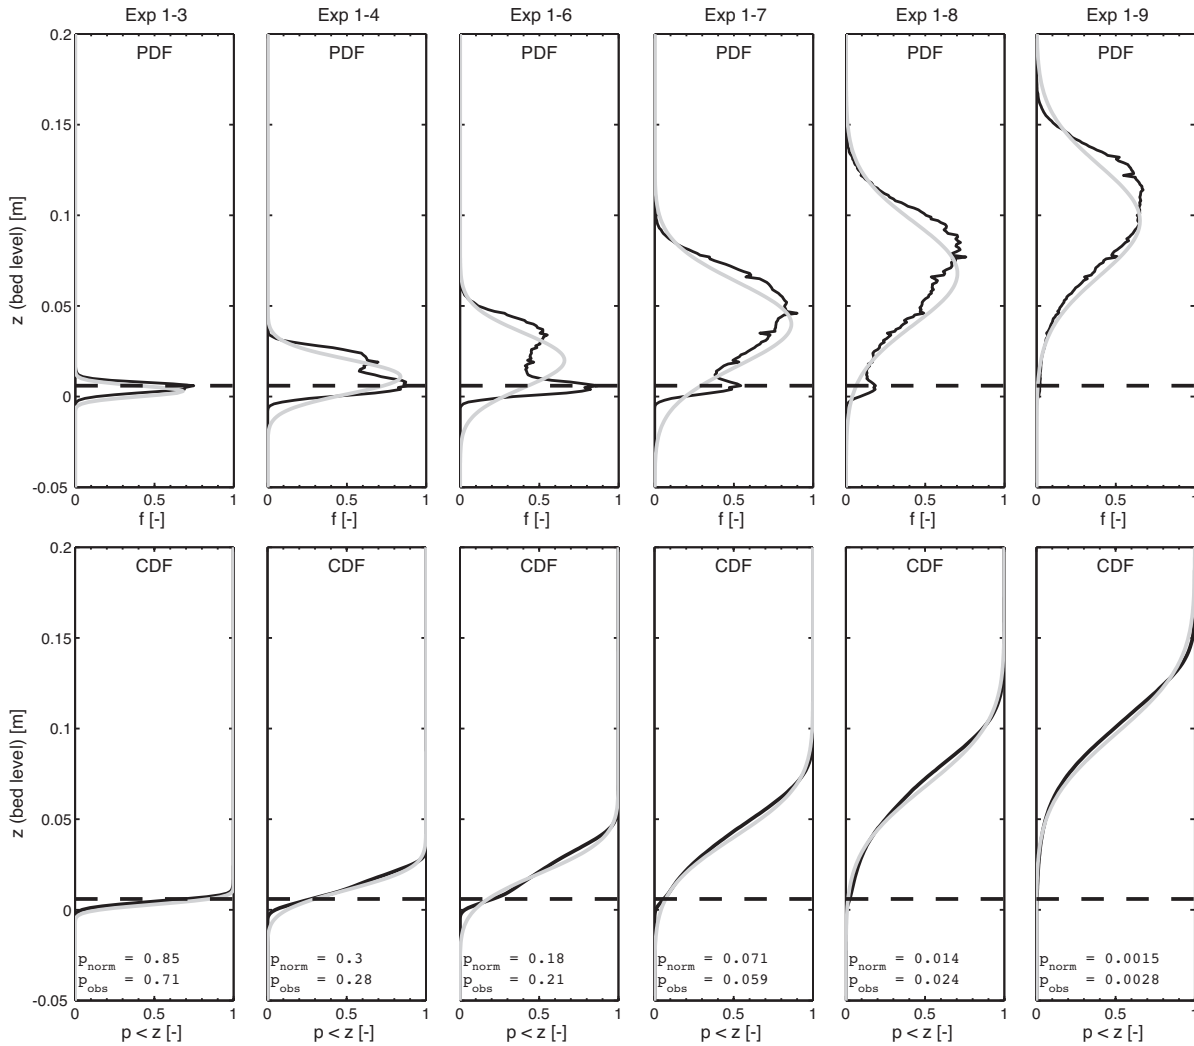 Exp 1-3 Exp 1-4 Exp 1-6 Exp 1-7 Exp 1-8 Exp 1-9
0.2
PDF PDF PDF PDF PDF PDF
0.15
0.1
z (bed level) [m]
0.05
0
-0.05
0 0.5 1 0 0.5 1 0 0.5 1 0 0.5 1 0 0.5 1 0 0.5 1
f [-] f [-] f [-] f [-] f [-] f [-]
0.2
CDF CDF CDF CDF CDF CDF
0.15
0.1
z (bed level) [m]
0.05
0
p_norm = 0.85 p_norm = 0.3 p_norm = 0.18 p_norm = 0.071 p_norm = 0.014 p_norm = 0.0015
p_obs = 0.71 p_obs = 0.28 p_obs = 0.21 p_obs = 0.059 p_obs = 0.024 p_obs = 0.0028
-0.05
0 0.5 1 0 0.5 1 0 0.5 1 0 0.5 1 0 0.5 1 0 0.5 1
p < z [-] p < z [-] p < z [-] p < z [-] p < z [-] p < z [-]